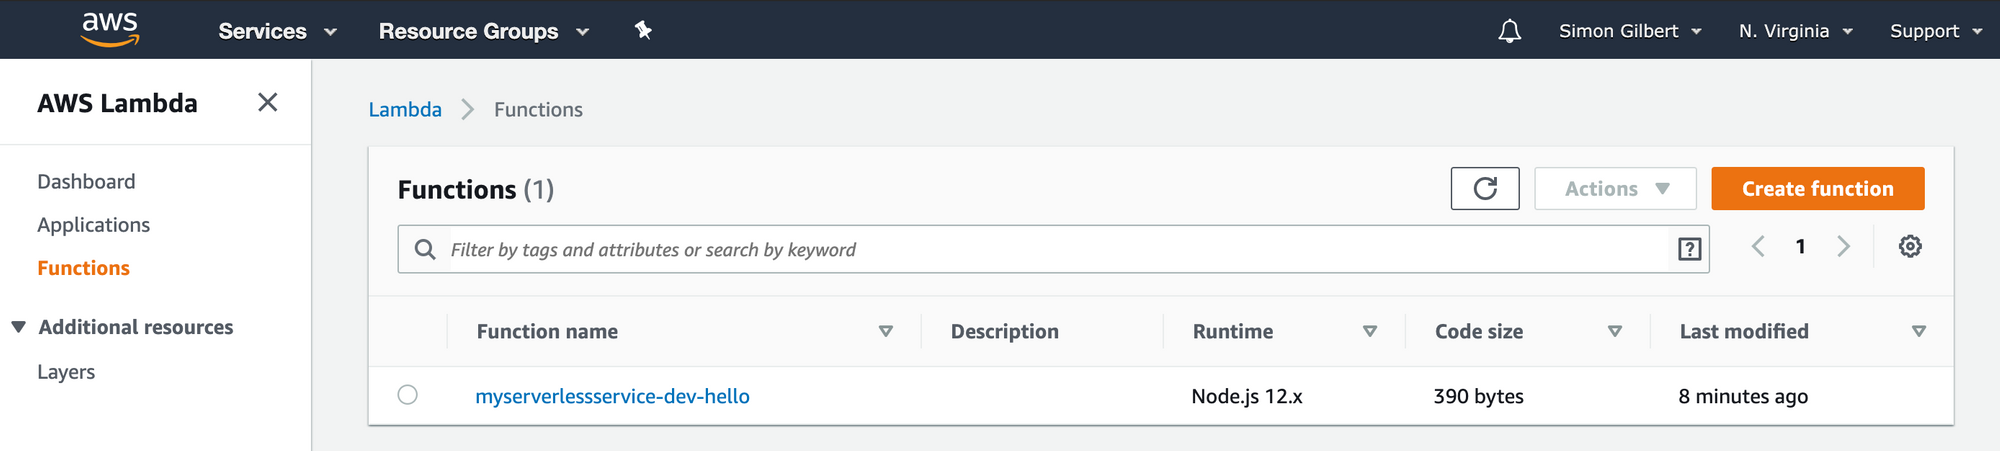 aws Services Resource Groups Simon Gilbert N. Virginia Support
AWS Lambda
Dashboard
Applications
Functions
Additional resources
Layers
Lambda Functions
Functions (1) Actions Create function
Filter by tags and attributes or search by keyword ? 1
Function name Description Runtime Code size Last modified
myserverlessservice-dev-hello Node.js 12.x 390 bytes 8 minutes ago